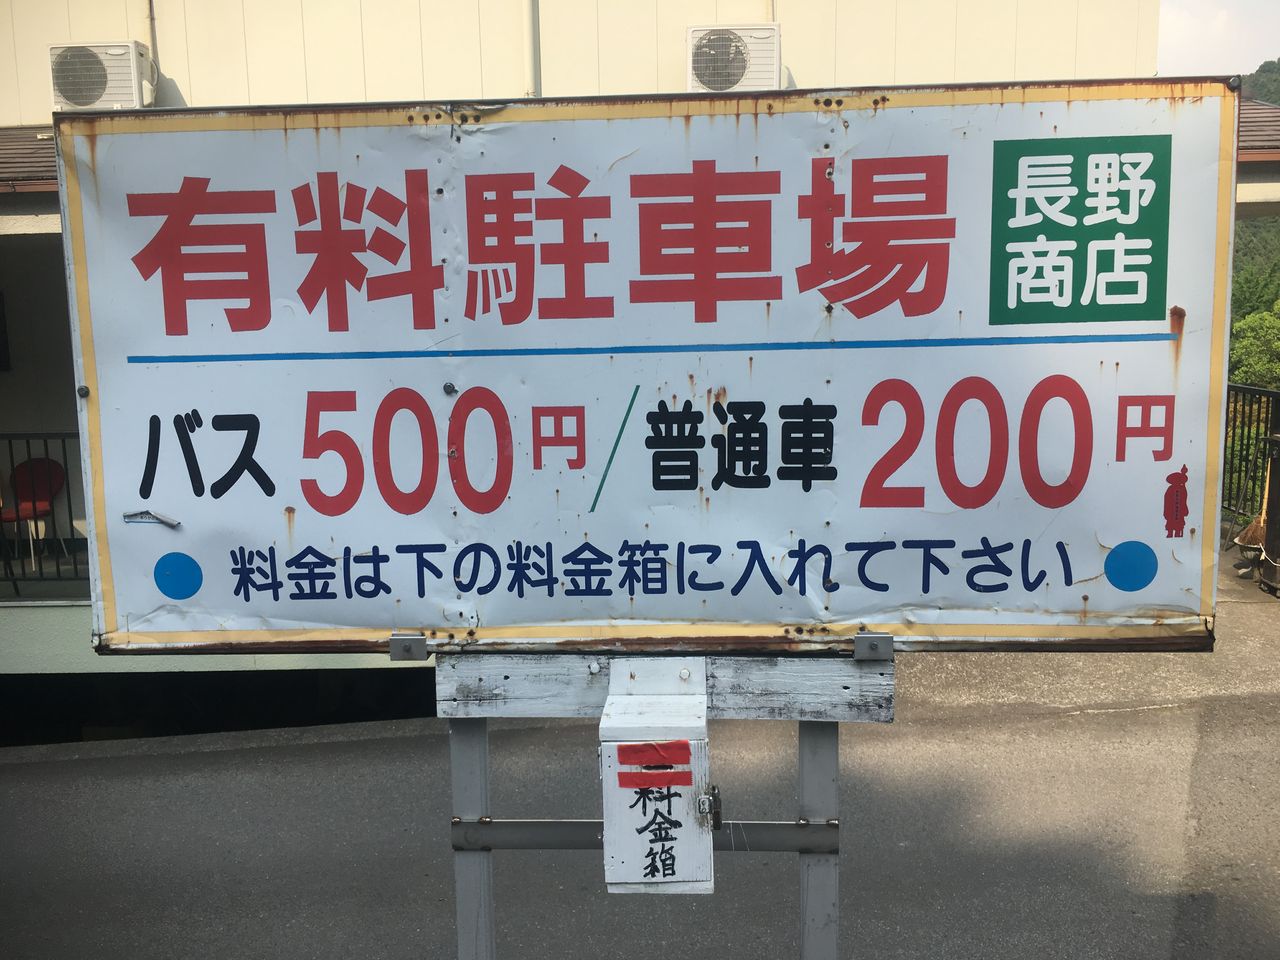 有料駐車場
長野
商店
バス500円/普通車200円
料金は下の料金箱に入れて下さい
料金箱